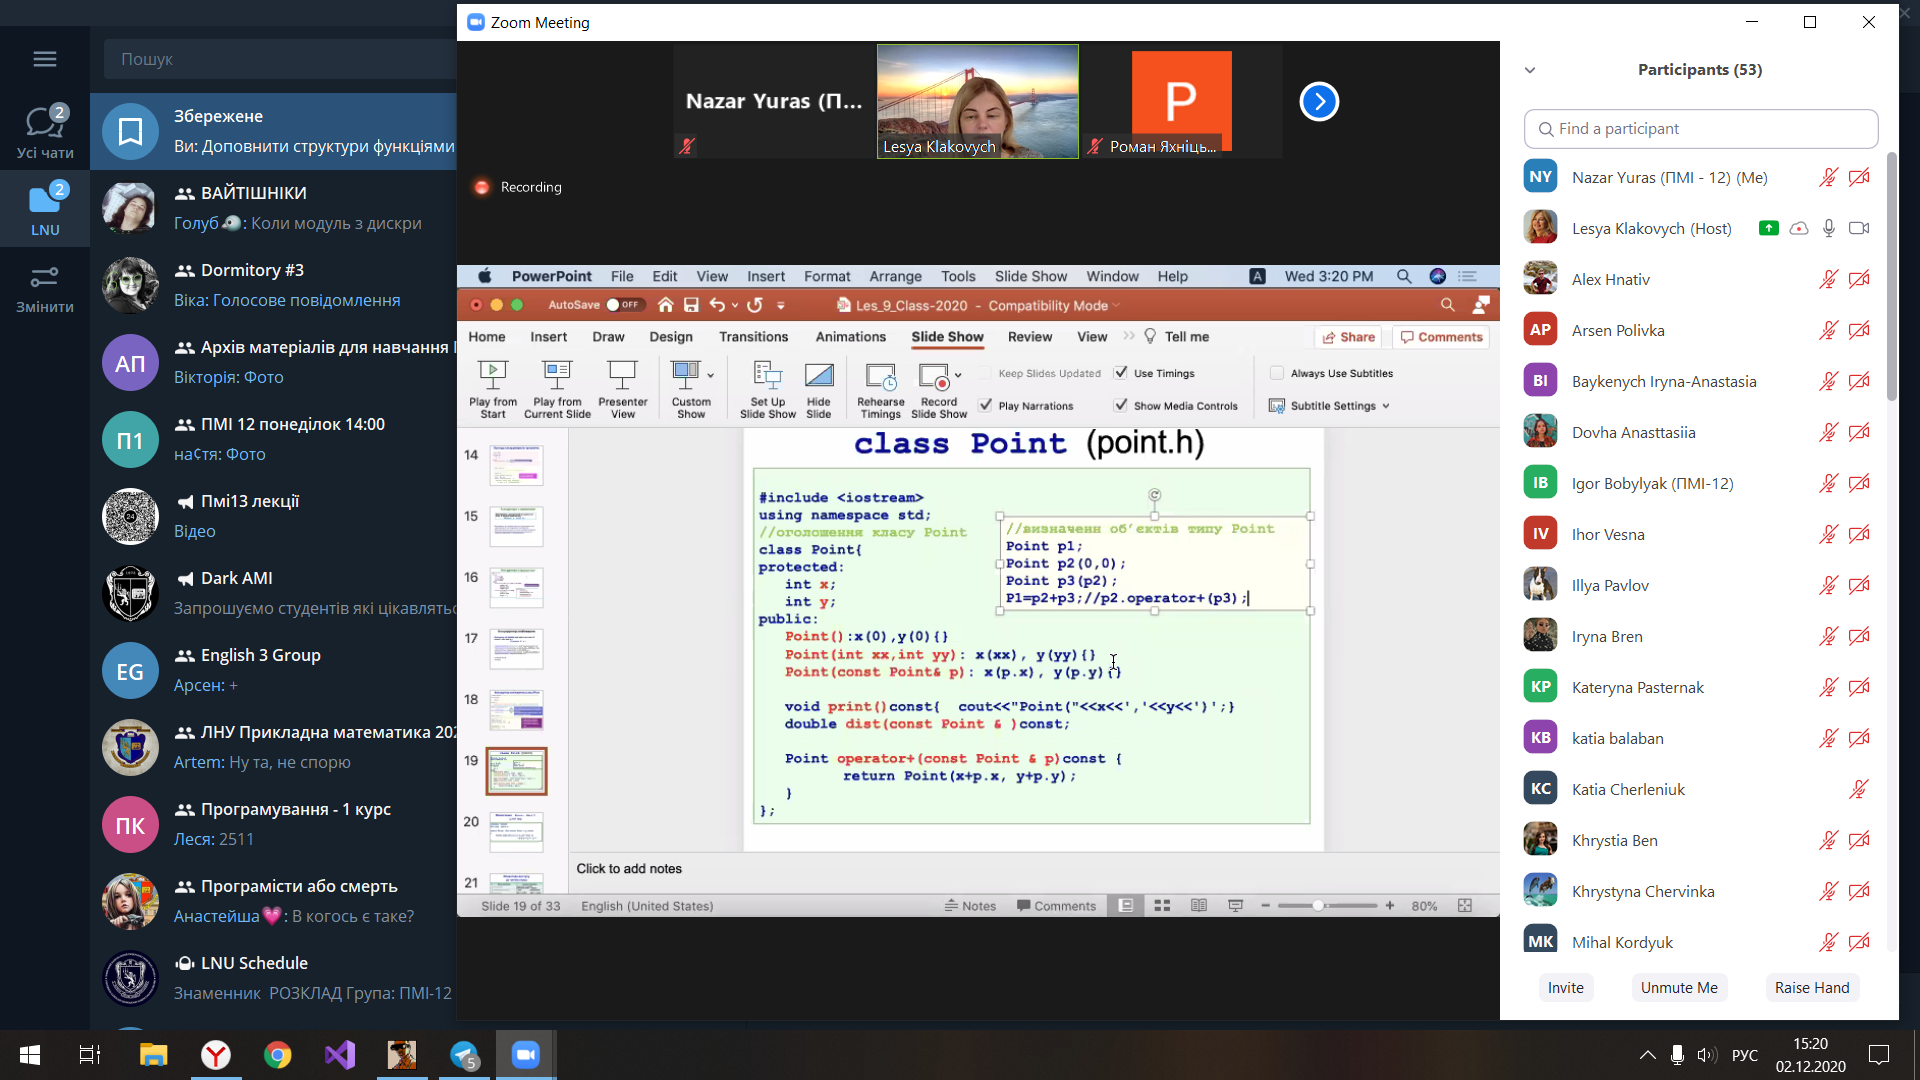 Пошук
2
Усі чати
2
LNU
Змінити
Збережене
Ви: Доповнити структури функціями
ВАЙТІШНІКИ
Голуб🐦: Коли модуль з дискри
Dormitory #3
Віка: Голосове повідомлення
АП
Архів матеріалів для навчання
Вікторія: Фото
П1
ПМІ 12 понеділок 14:00
на¢тя: Фото
24
Пмі13 лекції
Відео
Dark AMI
Запрошуємо студентів які цікавлять
EG
English 3 Group
Арсен: +
ЛНУ Прикладна математика 202
Artem: Ну та, не спорю
ПК
Програмування - 1 курс
Леся: 2511
Програмісти або смерть
Анастейша💗: В когось є таке?
LNU Schedule
Знаменник РОЗКЛАД Група: ПМІ-12
Zoom Meeting
Nazar Yuras (П...
Lesya Klakovych
Р
Роман Яхніць...
Recording
PowerPoint File Edit View Insert Format Arrange Tools Slide Show Window Help A Wed 3:20 PM
AutoSave OFF Les_9_Class-2020 - Compatibility Mode
Home Insert Draw Design Transitions Animations Slide Show Review View Tell me Share Comments
Play from Start
Play from Current Slide
Presenter View
Custom Show
Set Up Slide Show
Hide Slide
Rehearse Timings
Record Slide Show
Keep Slides Updated
Play Narrations
Use Timings
Show Media Controls
Always Use Subtitles
Subtitle Settings
14
15
16
17
18
19
20
21
class Point (point.h)
#include <iostream>
using namespace std;
//оголошення класу Point
class Point{
protected:
int x;
int y;
public:
Point():x(0),y(0){}
Point(int xx,int yy): x(xx), y(yy){}
Point(const Point& p): x(p.x), y(p.y){}
void print()const{ cout<<"Point("<<x<<','<<y<<')';}
double dist(const Point & )const;
Point operator+(const Point & p)const {
return Point(x+p.x, y+p.y);
}
};
//визначенн об’єктів типу Point
Point p1;
Point p2(0,0);
Point p3(p2);
P1=p2+p3;//p2.operator+(p3);
Click to add notes
Slide 19 of 33 English (United States) Notes Comments 80%
Participants (53)
Find a participant
NY Nazar Yuras (ПМІ - 12) (Me)
Lesya Klakovych (Host)
Alex Hnativ
AP Arsen Polivka
BI Baykenych Iryna-Anastasia
Dovha Anasttasiia
IB Igor Bobylyak (ПМІ-12)
IV Ihor Vesna
Illya Pavlov
Iryna Bren
KP Kateryna Pasternak
KB katia balaban
KC Katia Cherleniuk
Khrystia Ben
Khrystyna Chervinka
MK Mihal Kordyuk
Invite Unmute Me Raise Hand
5
РУС
15:20
02.12.2020